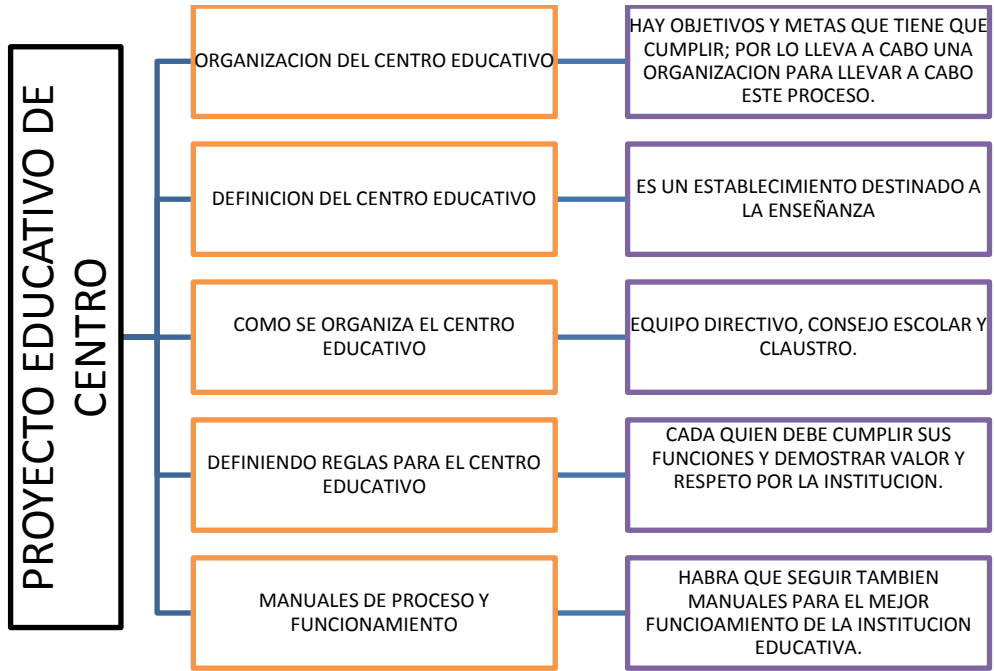 PROYECTO EDUCATIVO DE
CENTRO
ORGANIZACION DEL CENTRO EDUCATIVO
HAY OBJETIVOS Y METAS QUE TIENE QUE
CUMPLIR; POR LO LLEVA A CABO UNA
ORGANIZACION PARA LLEVAR A CABO
ESTE PROCESO.
DEFINICION DEL CENTRO EDUCATIVO
ES UN ESTABLECIMIENTO DESTINADO A
LA ENSEÑANZA
COMO SE ORGANIZA EL CENTRO
EDUCATIVO
EQUIPO DIRECTIVO, CONSEJO ESCOLAR Y
CLAUSTRO.
DEFINIENDO REGLAS PARA EL CENTRO
EDUCATIVO
CADA QUIEN DEBE CUMPLIR SUS
FUNCIONES Y DEMOSTRAR VALOR Y
RESPETO POR LA INSTITUCION.
MANUALES DE PROCESO Y
FUNCIONAMIENTO
HABRA QUE SEGUIR TAMBIEN
MANUALES PARA EL MEJOR
FUNCIOAMIENTO DE LA INSTITUCION
EDUCATIVA.